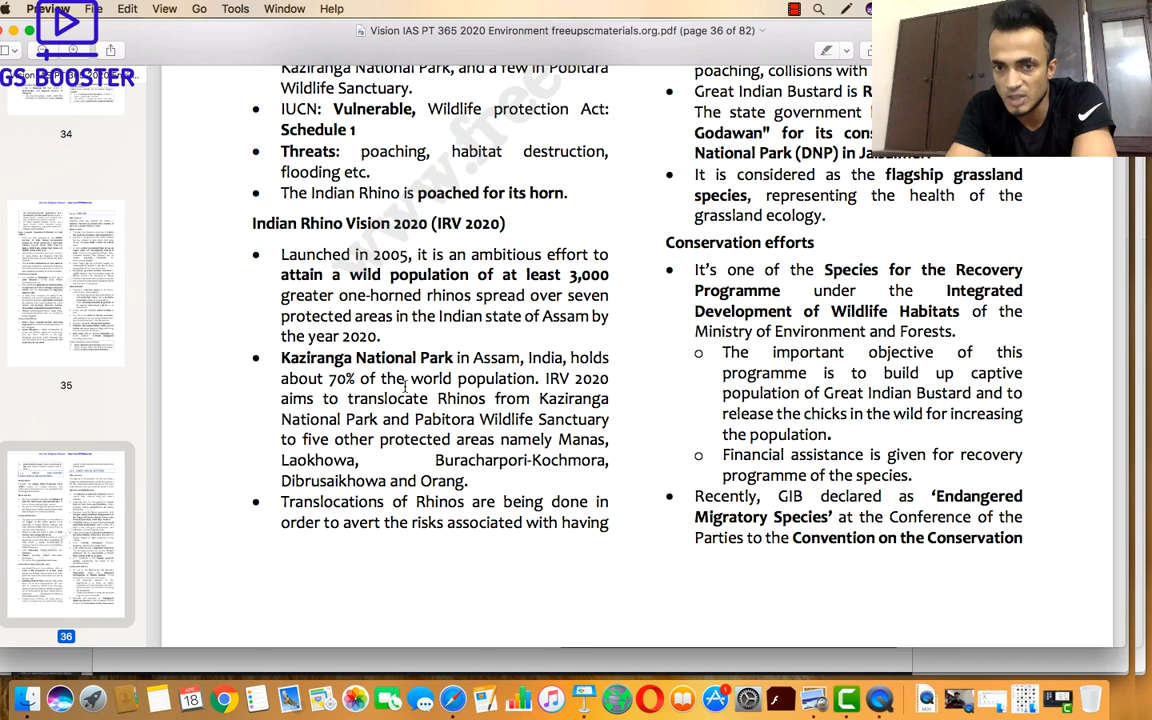 Preview File Edit View Go Tools Window Help
Vision IAS PT 365 2020 Environment freeupscmaterials.org.pdf (page 36 of 82)
GS BOOSTER
34
35
36
Kaziranga National Park, and a few in Pobitara
Wildlife Sanctuary.
• IUCN: Vulnerable, Wildlife protection Act:
Schedule 1
• Threats: poaching, habitat destruction,
flooding etc.
• The Indian Rhino is poached for its horn.
Indian Rhino Vision 2020 (IRV 2020)
• Launched in 2005, it is an ambitious effort to
attain a wild population of at least 3,000
greater one-horned rhinos spread over seven
protected areas in the Indian state of Assam by
the year 2020.
• Kaziranga National Park in Assam, India, holds
about 70% of the world population. IRV 2020
aims to translocate Rhinos from Kaziranga
National Park and Pabitora Wildlife Sanctuary
to five other protected areas namely Manas,
Laokhowa, Buracharpori-Kochmora,
Dibrusaikhowa and Orang.
• Translocations of Rhinos are being done in
order to avert the risks associated with having
poaching, collisions with
• Great Indian Bustard is
The state government
Godawan" for its
National Park (DNP) in
• It is considered as the flagship grassland
species, representing the health of the
grassland ecology.
Conservation efforts
• It's one of the Species for the Recovery
Programme under the Integrated
Development of Wildlife Habitats of the
Ministry of Environment and Forests.
o The important objective of this
programme is to build up captive
population of Great Indian Bustard and to
release the chicks in the wild for increasing
the population.
o Financial assistance is given for recovery
programme of the species.
• Recently, GIB declared as 'Endangered
Migratory Species' at the Conference of the
Parties to the Convention on the Conservation
APR
18